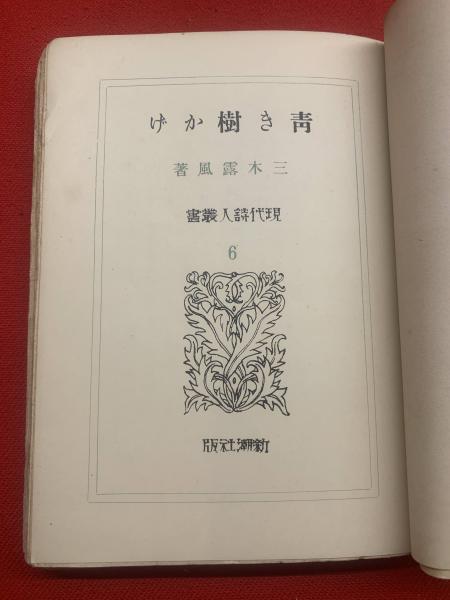 青き樹かげ
三木露風著
現代詩人叢書
6
新潮社版